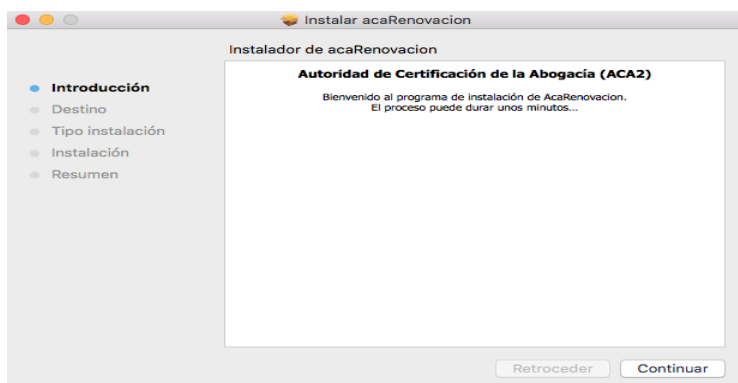 Instalar acaRenovacion
Instalador de acaRenovacion
Introducción
Destino
Tipo instalación
Instalación
Resumen
Autoridad de Certificación de la Abogacía (ACA2)
Bienvenido al programa de instalación de AcaRenovacion.
El proceso puede durar unos minutos...
Retroceder
Continuar